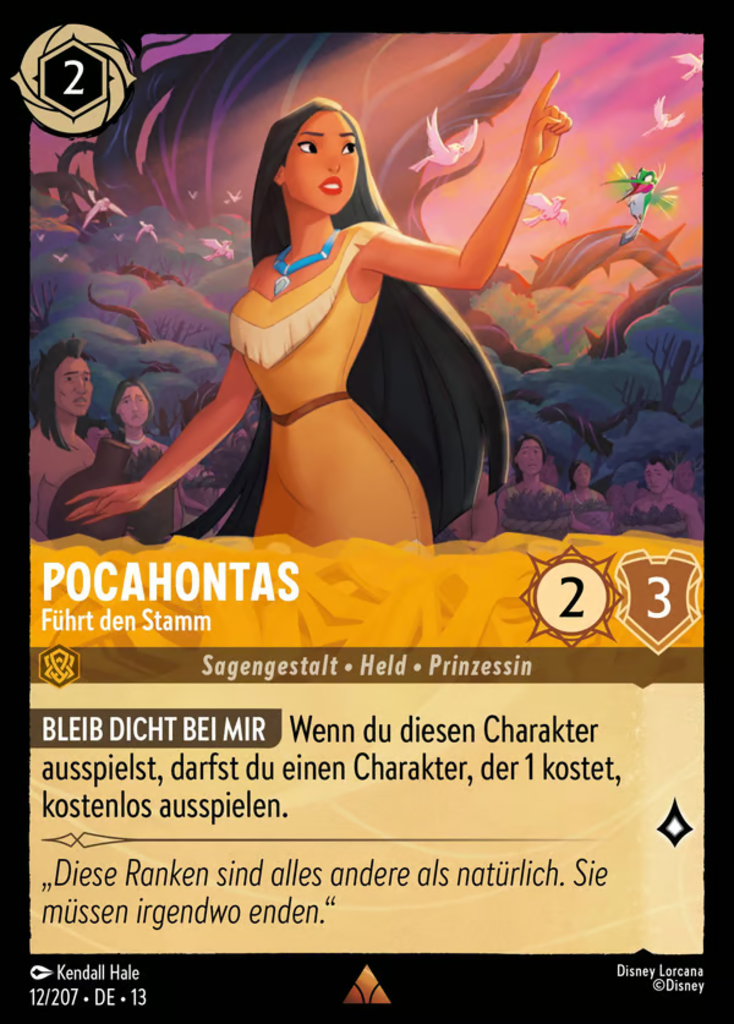 2
POCAHONTAS
Führt den Stamm
2
3
Sagengestalt • Held • Prinzessin
BLEIB DICHT BEI MIR Wenn du diesen Charakter
ausspielst, darfst du einen Charakter, der 1 kostet,
kostenlos ausspielen.
„Diese Ranken sind alles andere als natürlich. Sie
müssen irgendwo enden.“
Kendall Hale
12/207 • DE • 13
Disney Lorcana
©Disney